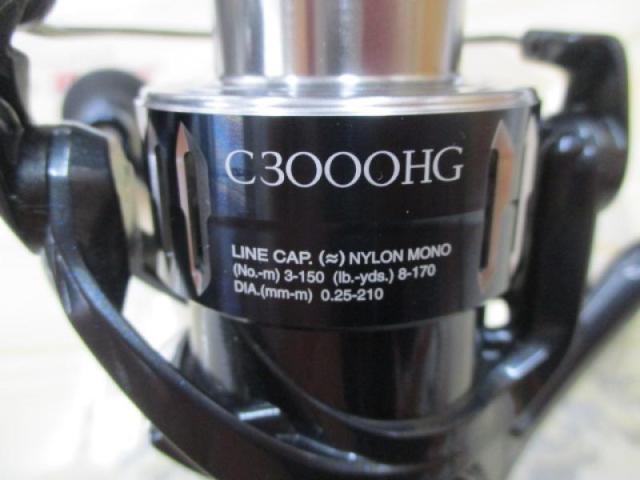 C3000HG
LINE CAP. (≈) NYLON MONO
(No.-m) 3-150 (lb.-yds.) 8-170
DIA.(mm-m) 0.25-210